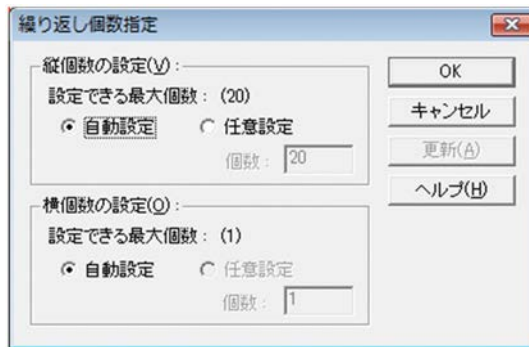 繰り返し個数指定
縦個数の設定(V):
設定できる最大個数: (20)
自動設定 任意設定
個数: 20
横個数の設定(O):
設定できる最大個数: (1)
自動設定 任意設定
個数: 1
OK
キャンセル
更新(A)
ヘルプ(H)